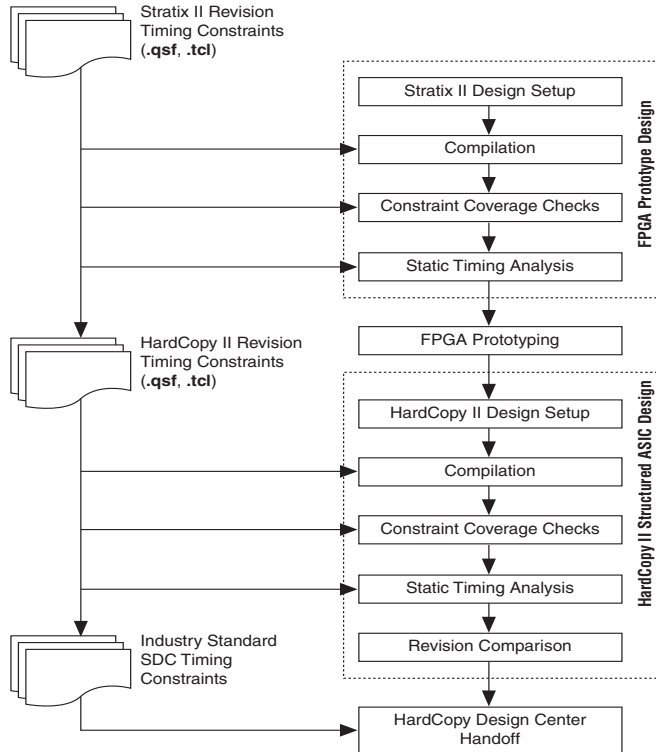 Stratix II Revision
Timing Constraints
(.qsf, .tcl)
Stratix II Design Setup
Compilation
Constraint Coverage Checks
Static Timing Analysis
FPGA Prototype Design
FPGA Prototyping
HardCopy II Revision
Timing Constraints
(.qsf, .tcl)
HardCopy II Design Setup
Compilation
Constraint Coverage Checks
Static Timing Analysis
Revision Comparison
HardCopy II Structured ASIC Design
Industry Standard
SDC Timing
Constraints
HardCopy Design Center
Handoff